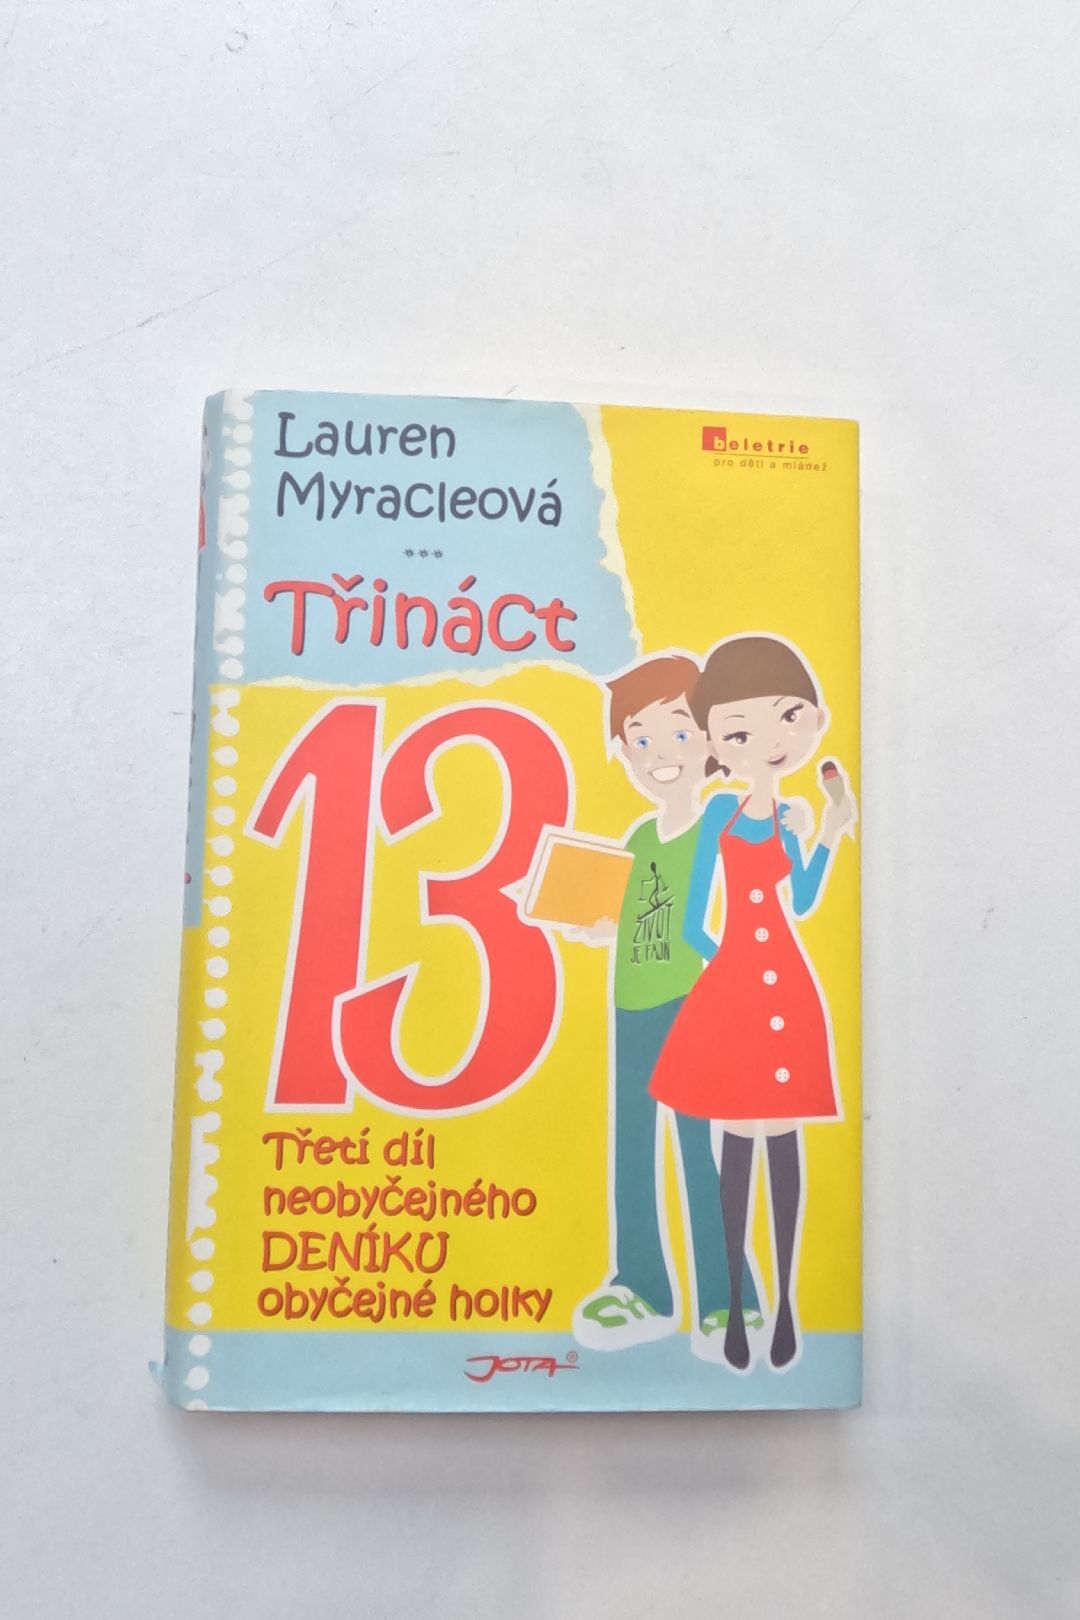 Lauren
Myracleová
***
Třináct
beletrie
pro děti a mládež
13
ŽIVOT
JE FAJN
Třetí díl
neobyčejného
DENÍKU
obyčejné holky
JOTA®